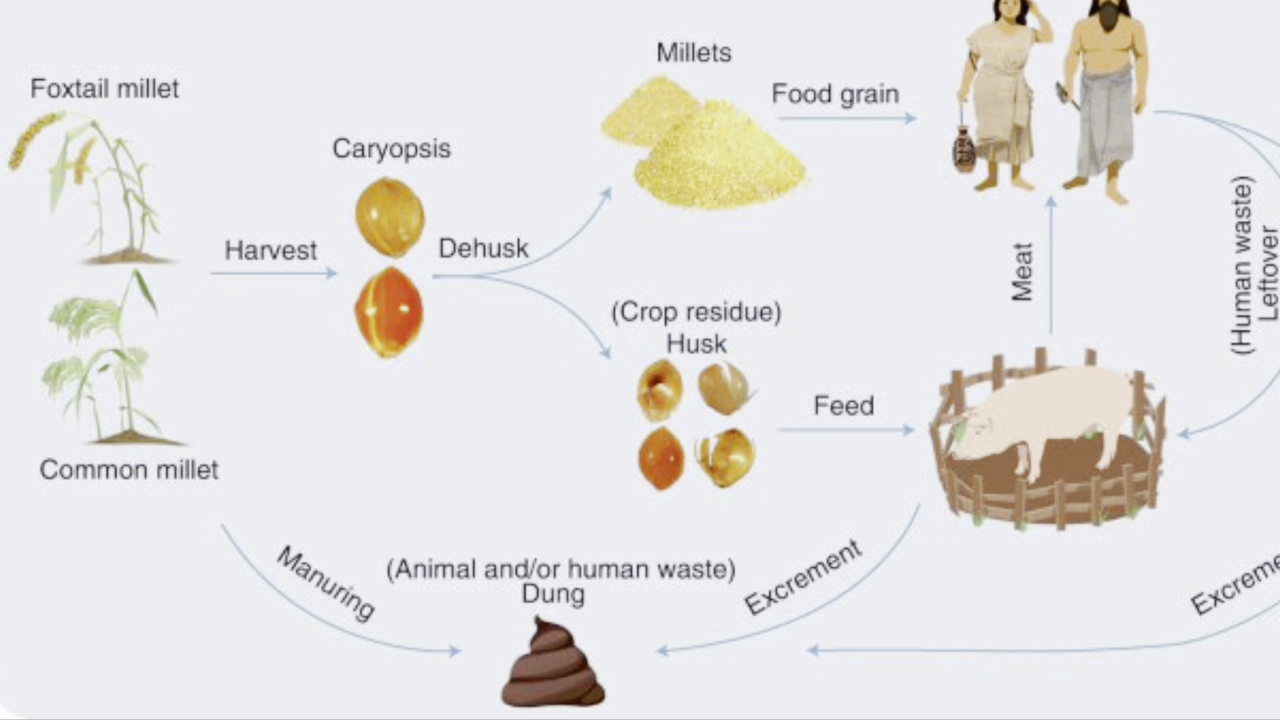 Foxtail millet
Common millet
Harvest
Caryopsis
Dehusk
Millets
Food grain
(Crop residue)
Husk
Feed
Meat
(Human waste)
Leftover
Manuring
(Animal and/or human waste)
Dung
Excrement
Excreme